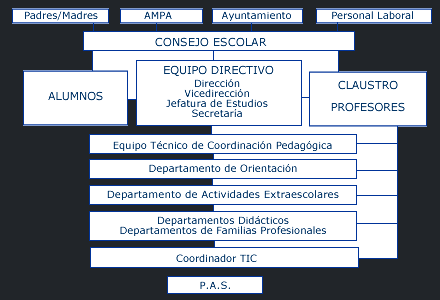 Padres/Madres
AMPA
Ayuntamiento
Personal Laboral
CONSEJO ESCOLAR
ALUMNOS
EQUIPO DIRECTIVO
Dirección
Vicedirección
Jefatura de Estudios
Secretaria
CLAUSTRO
PROFESORES
Equipo Técnico de Coordinación Pedagógica
Departamento de Orientación
Departamento de Actividades Extraescolares
Departamentos Didácticos
Departamentos de Familias Profesionales
Coordinador TIC
P.A.S.